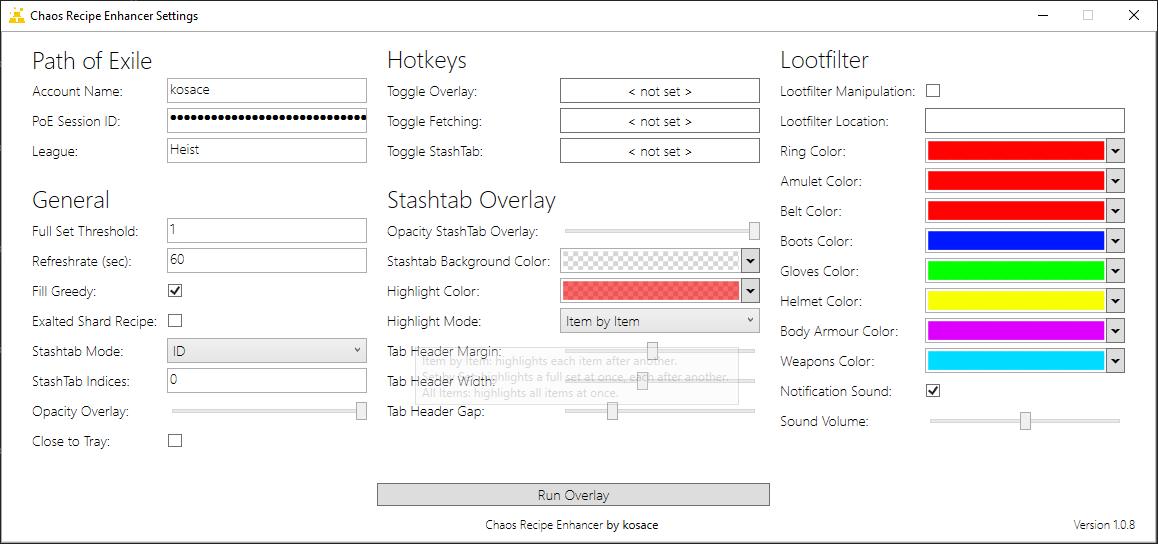 Chaos Recipe Enhancer Settings
Path of Exile
Account Name: kosace
PoE Session ID: ●●●●●●●●●●●●●●●●●●●●●●●●●●●●●
League: Heist
General
Full Set Threshold: 1
Refreshrate (sec): 60
Fill Greedy:
Exalted Shard Recipe:
Stashtab Mode: ID
StashTab Indices: 0
Opacity Overlay:
Close to Tray:
Hotkeys
Toggle Overlay: < not set >
Toggle Fetching: < not set >
Toggle StashTab: < not set >
Stashtab Overlay
Opacity StashTab Overlay:
Stashtab Background Color:
Highlight Color:
Highlight Mode: Item by Item
Tab Header Margin:
Item by Item: highlights each item after another.
Tab Header Width:
Set by Set: highlights a full set at once, each after another.
All Items: highlights all items at once.
Tab Header Gap:
Lootfilter
Lootfilter Manipulation:
Lootfilter Location:
Ring Color:
Amulet Color:
Belt Color:
Boots Color:
Gloves Color:
Helmet Color:
Body Armour Color:
Weapons Color:
Notification Sound:
Sound Volume:
Run Overlay
Chaos Recipe Enhancer by kosace
Version 1.0.8